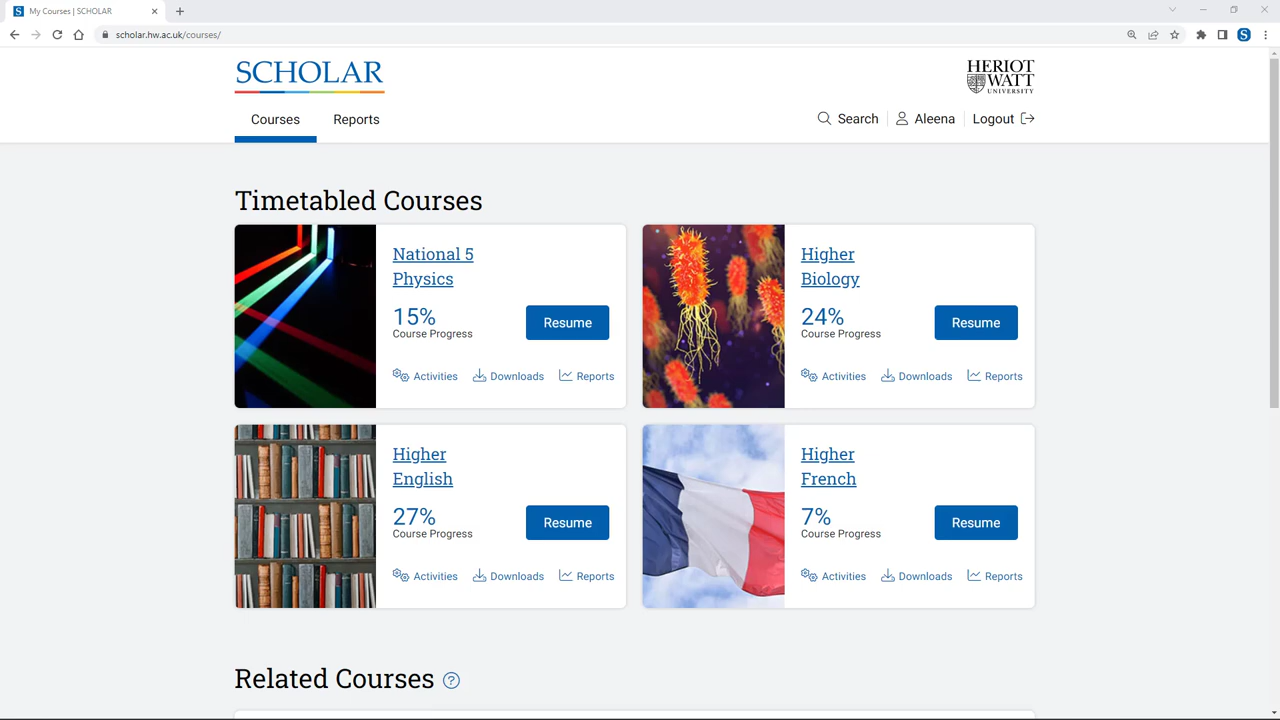 My Courses | SCHOLAR
scholar.hw.ac.uk/courses/
SCHOLAR
HERIOT
WATT
UNIVERSITY
Courses Reports
Search Aleena Logout
Timetabled Courses
National 5
Physics
15%
Course Progress
Resume
Activities Downloads Reports
Higher
Biology
24%
Course Progress
Resume
Activities Downloads Reports
Higher
English
27%
Course Progress
Resume
Activities Downloads Reports
Higher
French
7%
Course Progress
Resume
Activities Downloads Reports
Related Courses ?